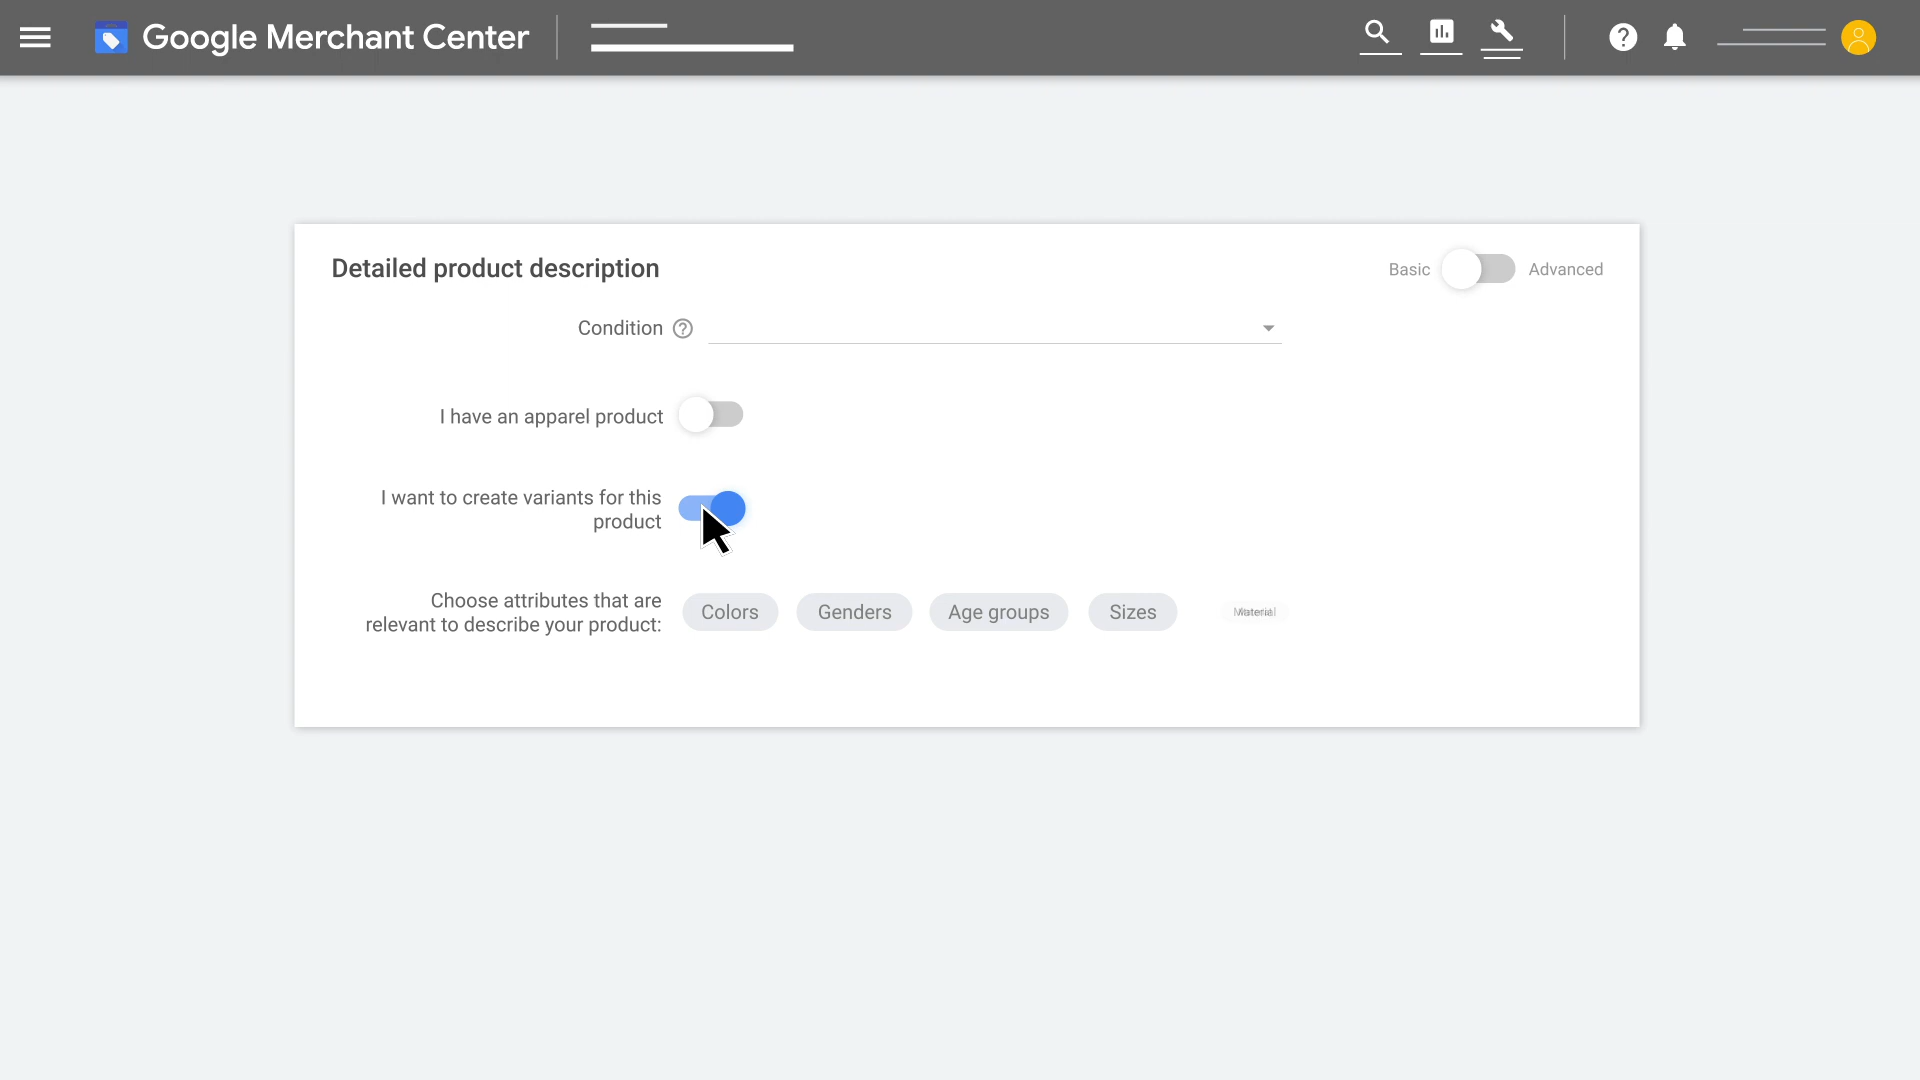 Google Merchant Center
Detailed product description
Basic
Advanced
Condition
I have an apparel product
I want to create variants for this
product
Choose attributes that are
relevant to describe your product:
Colors
Genders
Age groups
Sizes
Material